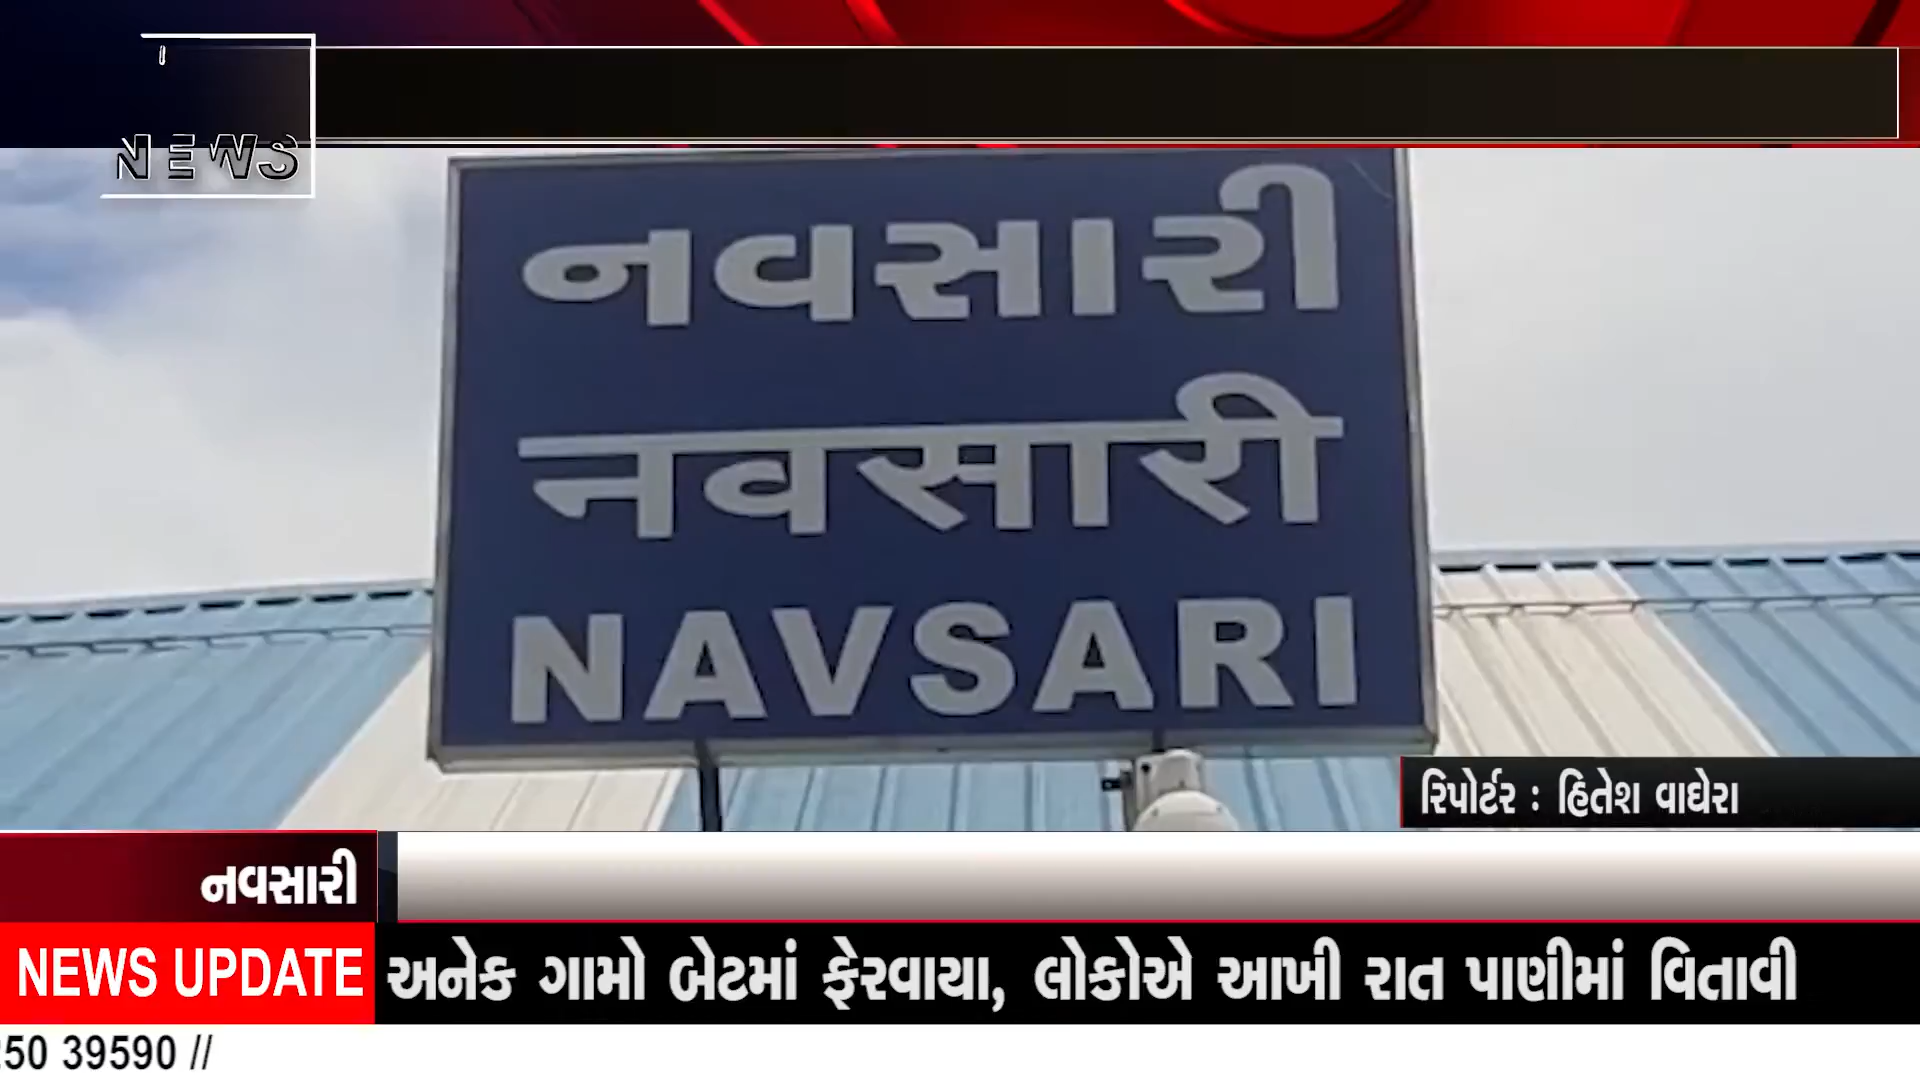 NEWS
નવસારી
नवसारी
NAVSARI
રિપોર્ટર : હિતેશ વાઘેરા
નવસારી
NEWS UPDATE અનેક ગામો બેટમાં ફેરવાયા, લોકોએ આખી રાત પાણીમાં વિતાવી
50 39590 //